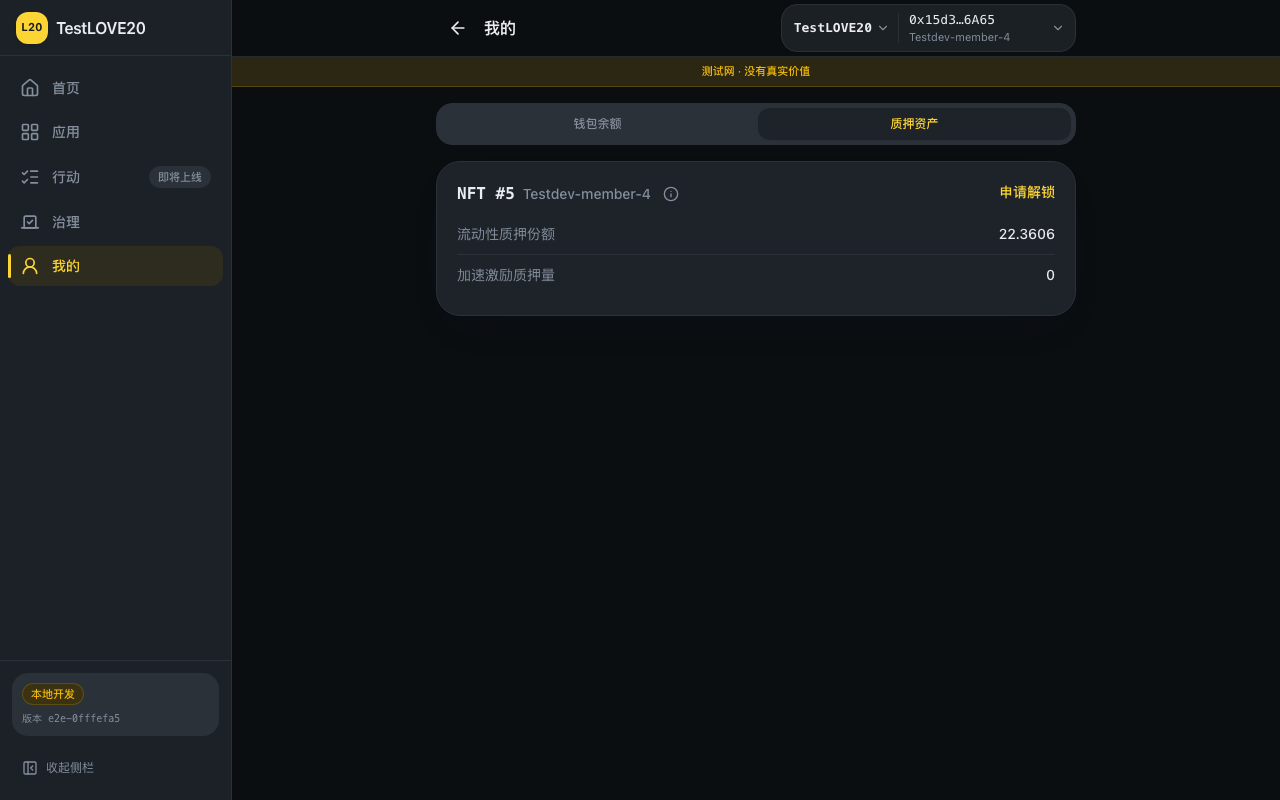 L20 TestLOVE20
首页
应用
行动 即将上线
治理
我的
本地开发
版本 e2e-0fffefa5
收起侧栏
我的
TestLOVE20
0x15d3…6A65
Testdev-member-4
测试网 · 没有真实价值
钱包余额 质押资产
NFT #5 Testdev-member-4 申请解锁
流动性质押份额 22.3606
加速激励质押量 0